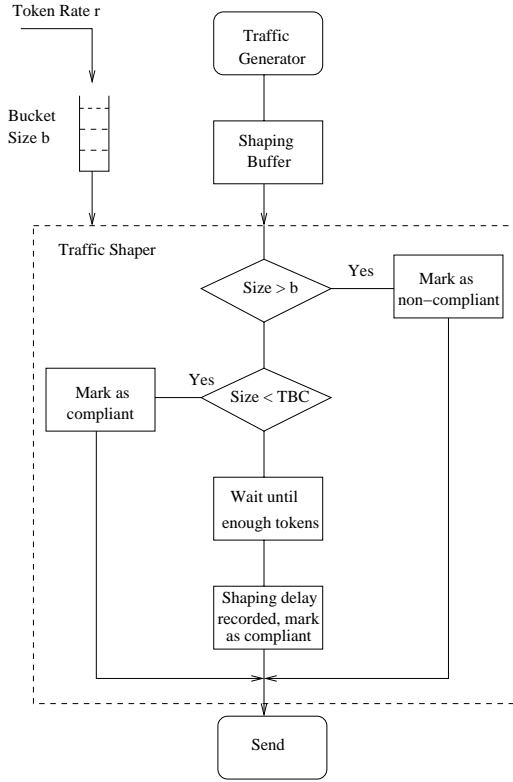 Token Rate r
Traffic
Generator
Bucket
Size b
Shaping
Buffer
Traffic Shaper
Size > b
Yes
Mark as
non−compliant
Mark as
compliant
Yes
Size < TBC
Wait until
enough tokens
Shaping delay
recorded, mark
as compliant
Send